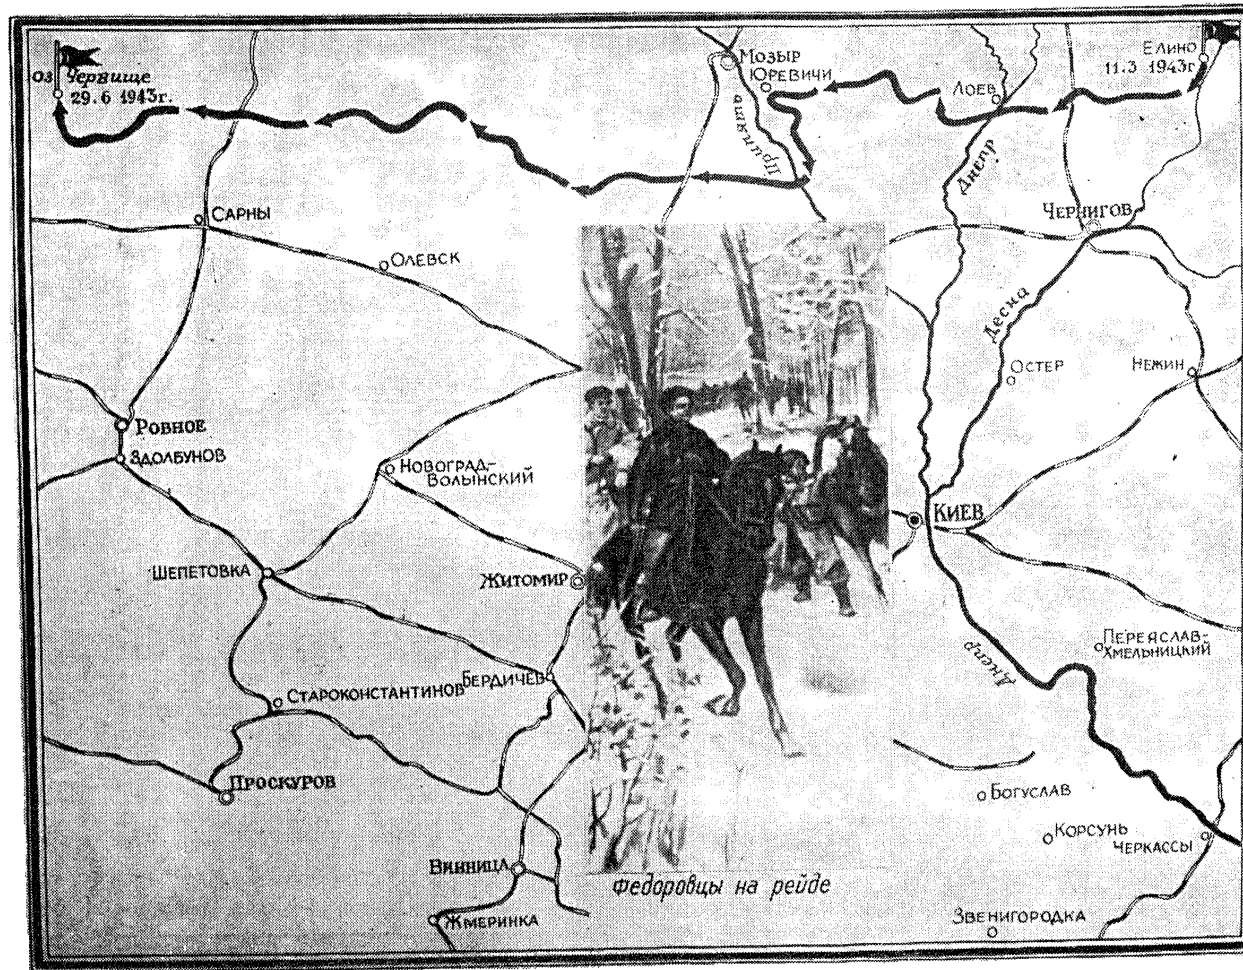 оз Червище
29.6 1943г.
Мозыр
Юревичи
Елино
11.3 1943г
Лоев
Припять
Днепр
Сарны
Чернигов
Олевск
Десна
Остер
Нежин
Ровное
Здолбунов
Новоград-
Волынский
Киев
Шепетовка
Житомир
Переяслав-
Хмельницкий
Днепр
Староконстантинов
Бердичев
Проскуров
Богуслав
Корсунь
Черкассы
Винница
Федоровцы на рейде
Жмеринка
Звенигородка